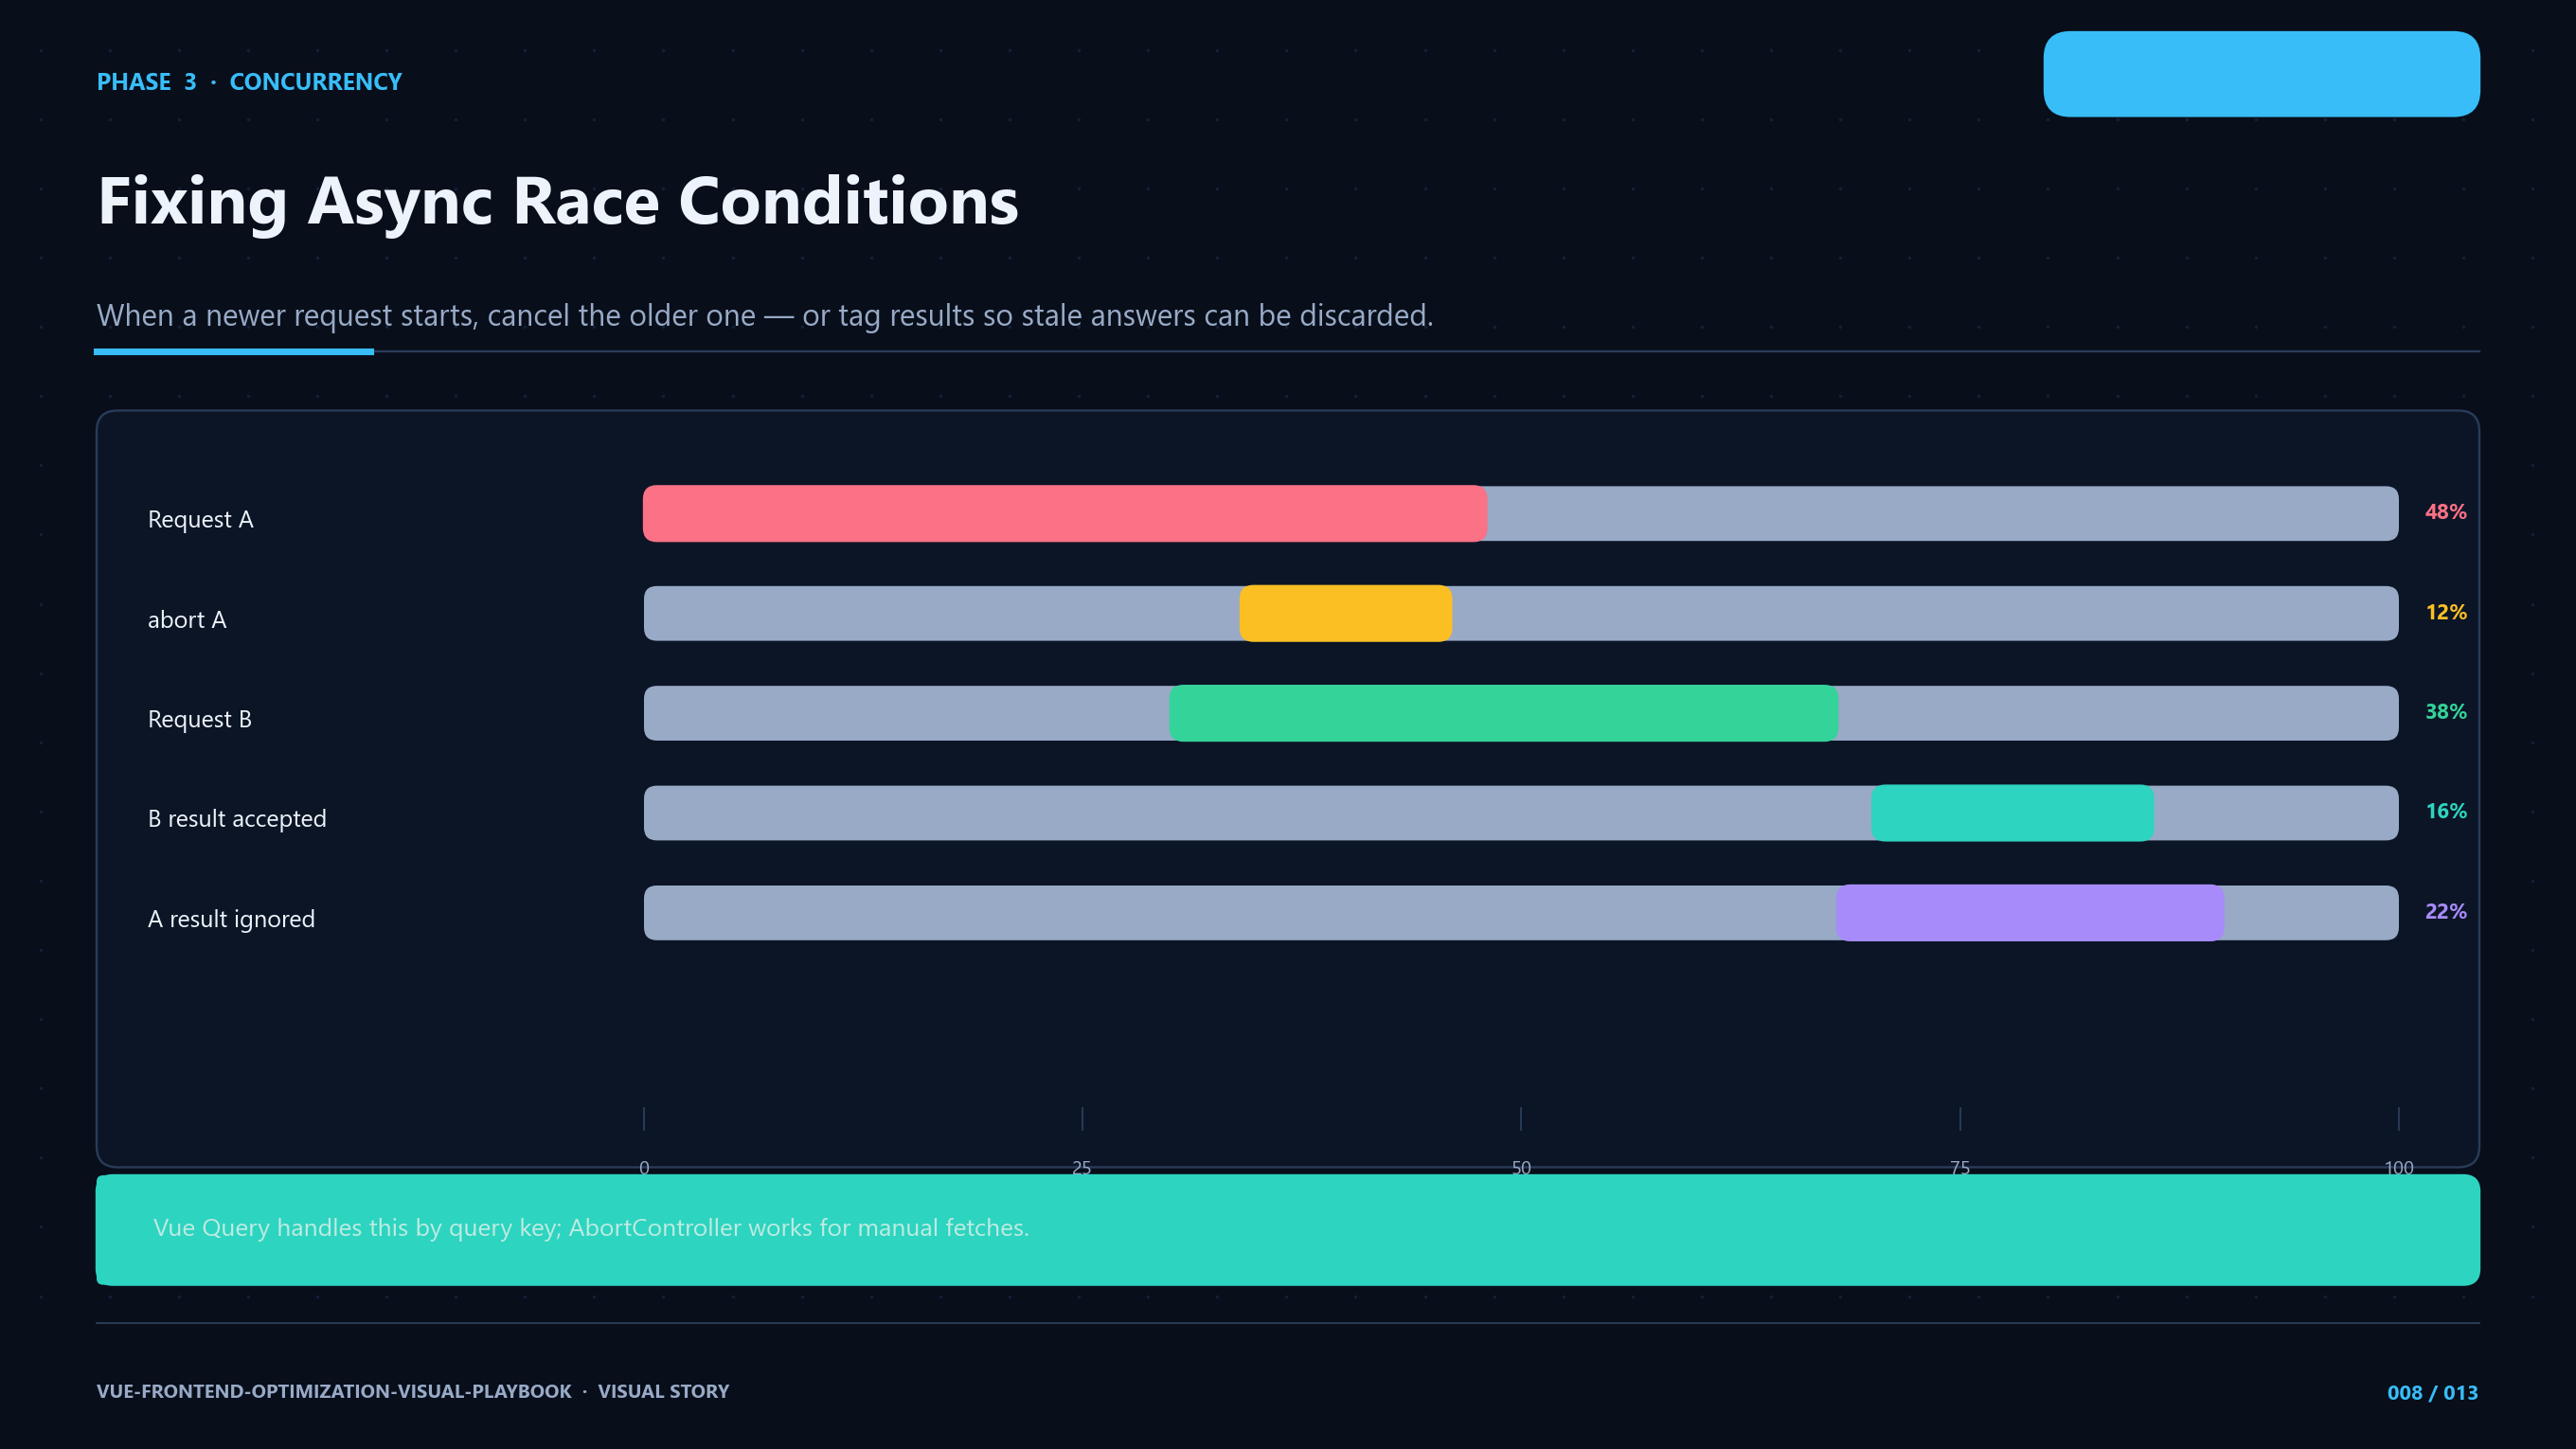 PHASE 3 · CONCURRENCY
Fixing Async Race Conditions
When a newer request starts, cancel the older one — or tag results so stale answers can be discarded.
Request A 48%
abort A 12%
Request B 38%
B result accepted 16%
A result ignored 22%
0 25 50 75 100
Vue Query handles this by query key; AbortController works for manual fetches.
VUE-FRONTEND-OPTIMIZATION-VISUAL-PLAYBOOK · VISUAL STORY
008 / 013